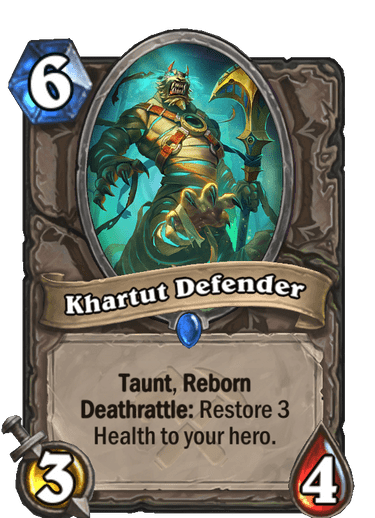 6
Khartut Defender
Taunt, Reborn
Deathrattle: Restore 3
Health to your hero.
3
4